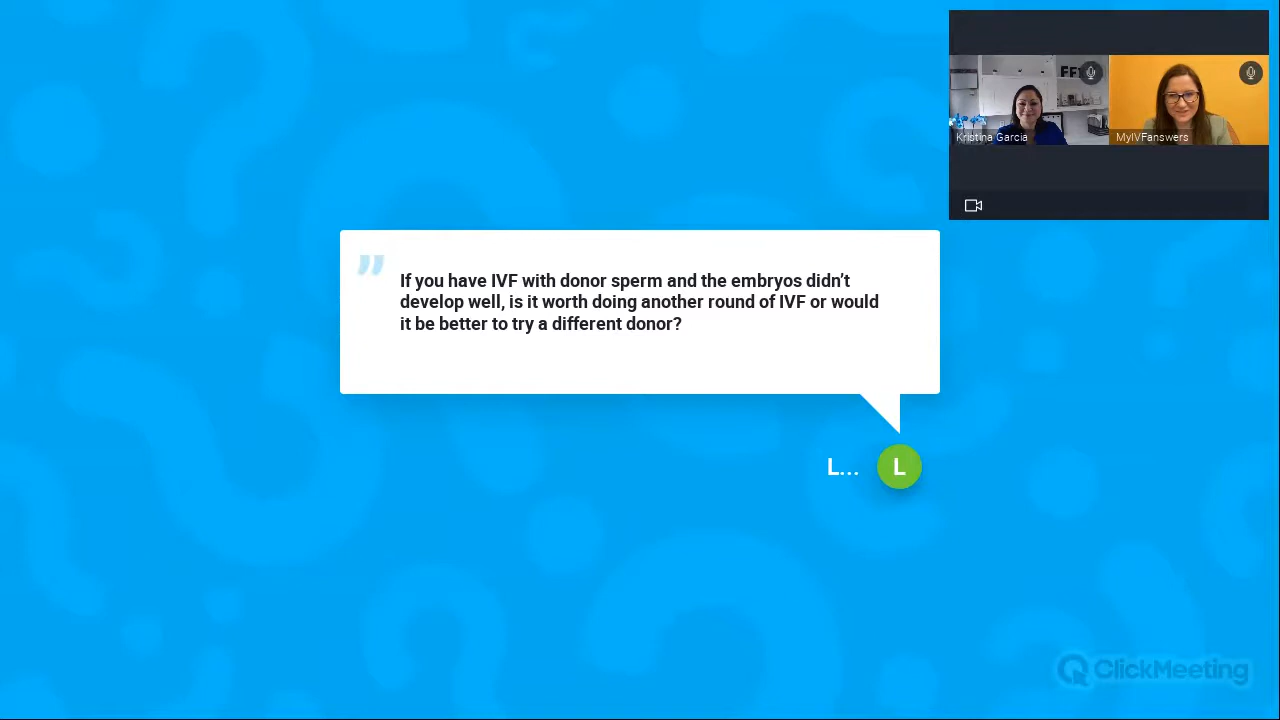 FF
Kristina Garcia
MyIVFanswers
If you have IVF with donor sperm and the embryos didn’t
develop well, is it worth doing another round of IVF or would
it be better to try a different donor?
L...
L
ClickMeeting